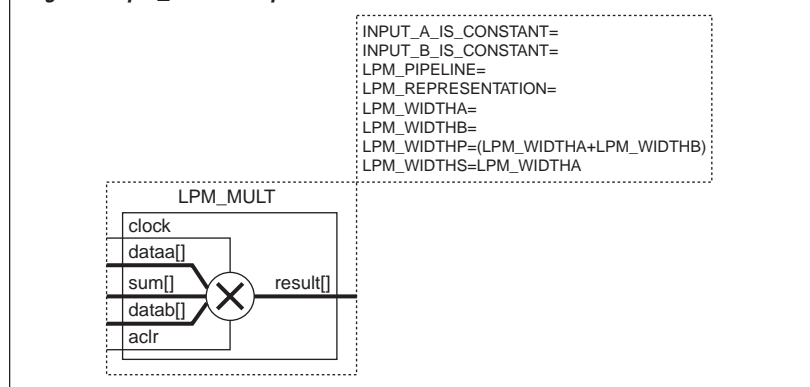 INPUT_A_IS_CONSTANT=
INPUT_B_IS_CONSTANT=
LPM_PIPELINE=
LPM_REPRESENTATION=
LPM_WIDTHA=
LPM_WIDTHB=
LPM_WIDTHP=(LPM_WIDTHA+LPM_WIDTHB)
LPM_WIDTHS=LPM_WIDTHA
LPM_MULT
clock
dataa[]
sum[] result[]
datab[]
aclr